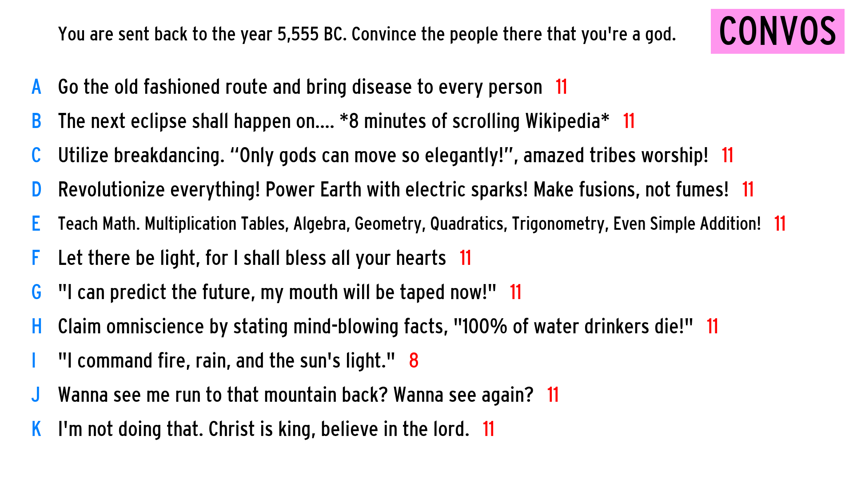 You are sent back to the year 5,555 BC. Convince the people there that you're a god.
CONVOS
A Go the old fashioned route and bring disease to every person 11
B The next eclipse shall happen on.... *8 minutes of scrolling Wikipedia* 11
C Utilize breakdancing. “Only gods can move so elegantly!”, amazed tribes worship! 11
D Revolutionize everything! Power Earth with electric sparks! Make fusions, not fumes! 11
E Teach Math. Multiplication Tables, Algebra, Geometry, Quadratics, Trigonometry, Even Simple Addition! 11
F Let there be light, for I shall bless all your hearts 11
G "I can predict the future, my mouth will be taped now!" 11
H Claim omniscience by stating mind-blowing facts, "100% of water drinkers die!" 11
I "I command fire, rain, and the sun's light." 8
J Wanna see me run to that mountain back? Wanna see again? 11
K I'm not doing that. Christ is king, believe in the lord. 11